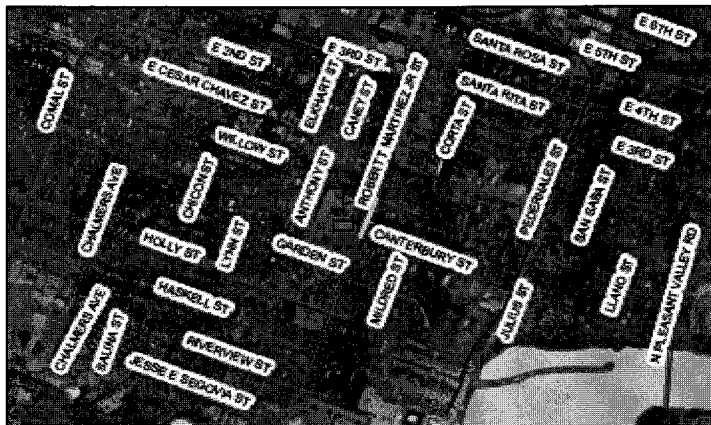 E 6TH ST
E 2ND ST
E 3RD ST
SANTA ROSA ST
E 5TH ST
E CESAR CHAVEZ ST
COMAL ST
ELKHART ST
CANEY ST
ROBERT T MARTINEZ JR ST
SANTA RITA ST
CORTA ST
E 4TH ST
WILLOW ST
E 3RD ST
CHICON ST
ANTHONY ST
PEDERNALES ST
SAN SABA ST
CHALMERS AVE
HOLLY ST
LYNN ST
GARDEN ST
CANTERBURY ST
N PLEASANT VALLEY RD
MILDRED ST
LLANO ST
HASKELL ST
JULIUS ST
CHALMERS AVE
SALINA ST
RIVERVIEW ST
JESSE E SEGOVIA ST